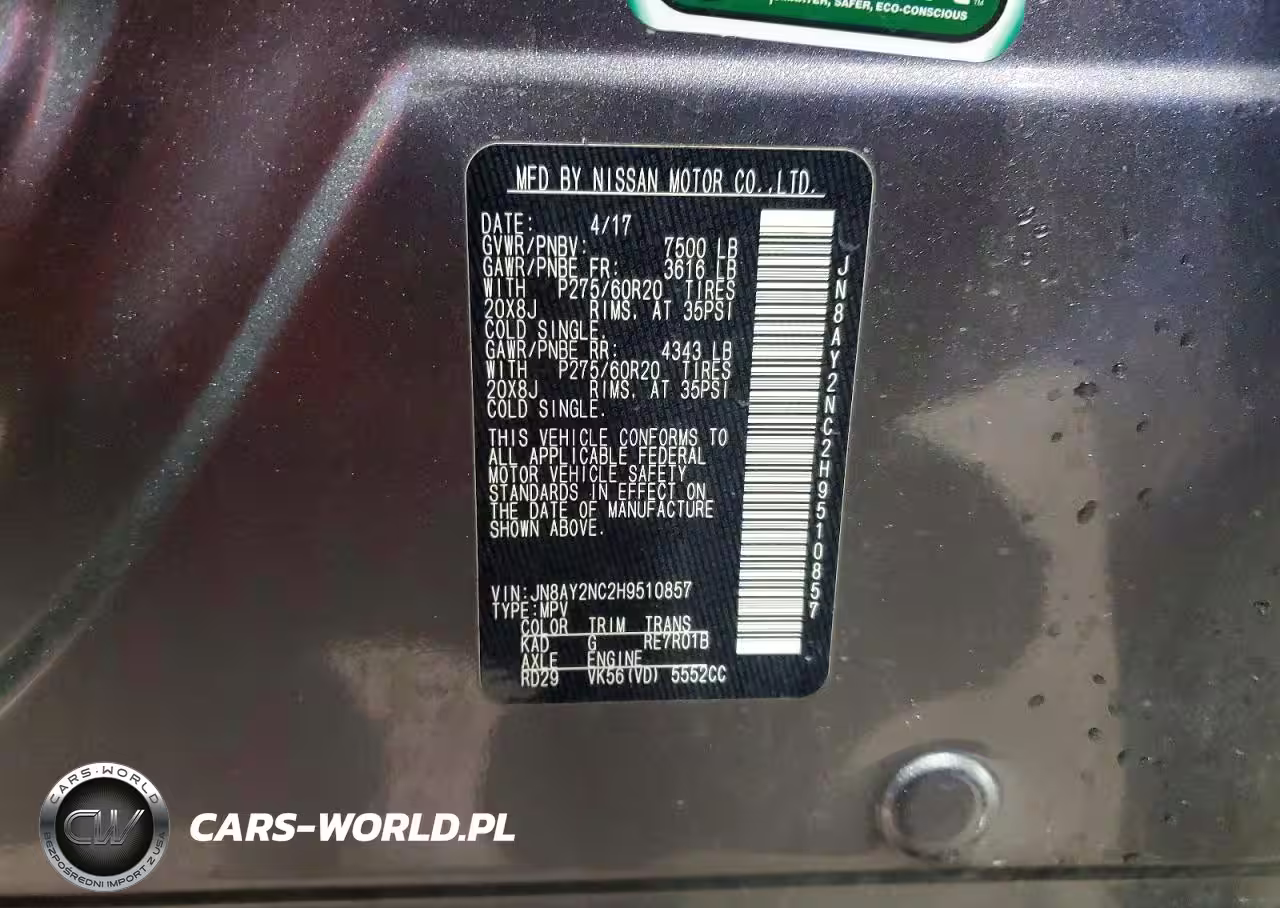 SAFER, ECO-CONSCIOUS
MFD BY NISSAN MOTOR CO.,LTD.
DATE: 4/17
GVWR/PNBV: 7500 LB
GAWR/PNBE FR: 3616 LB
WITH P275/60R20 TIRES
20X8J RIMS. AT 35PSI
COLD SINGLE.
GAWR/PNBE RR: 4343 LB
WITH P275/60R20 TIRES
20X8J RIMS. AT 35PSI
COLD SINGLE.
THIS VEHICLE CONFORMS TO
ALL APPLICABLE FEDERAL
MOTOR VEHICLE SAFETY
STANDARDS IN EFFECT ON
THE DATE OF MANUFACTURE
SHOWN ABOVE.
VIN:JN8AY2NC2H9510857
TYPE:MPV
COLOR TRIM TRANS
KAD G RE7R01B
AXLE ENGINE
RD29 VK56(VD) 5552CC
JN8AY2NC2H9510857
CARS-WORLD
CW
BEZPOŚREDNI IMPORT Z USA
CARS-WORLD.PL